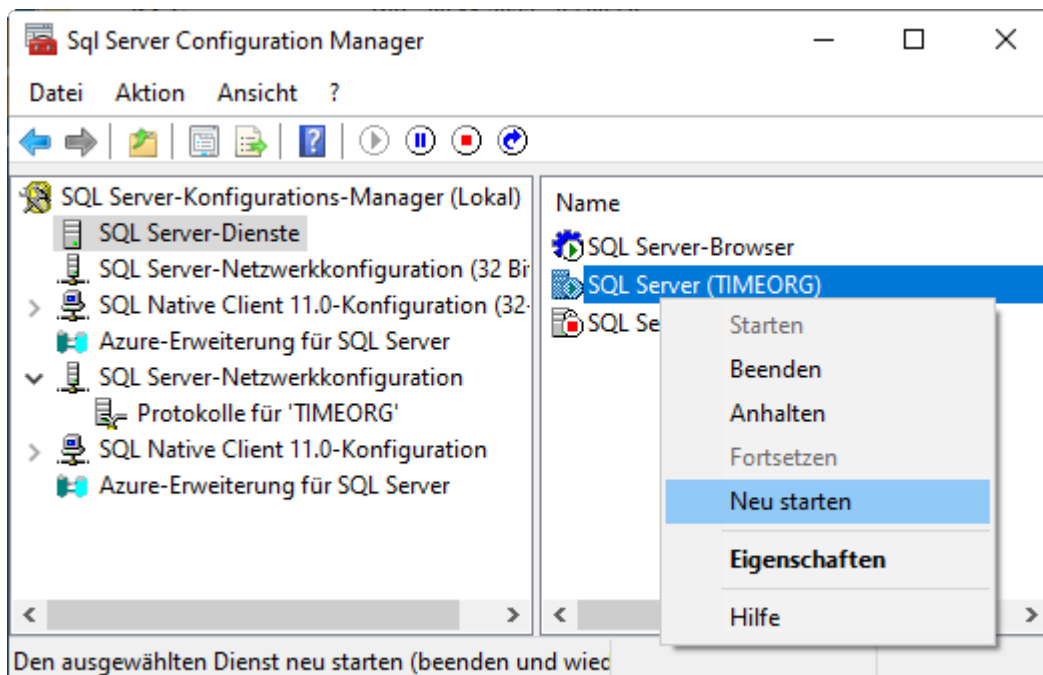 Sql Server Configuration Manager
Datei Aktion Ansicht ?
SQL Server-Konfigurations-Manager (Lokal)
SQL Server-Dienste
SQL Server-Netzwerkkonfiguration (32 Bi
SQL Native Client 11.0-Konfiguration (32-
Azure-Erweiterung für SQL Server
SQL Server-Netzwerkkonfiguration
Protokolle für 'TIMEORG'
SQL Native Client 11.0-Konfiguration
Azure-Erweiterung für SQL Server
Name
SQL Server-Browser
SQL Server (TIMEORG)
SQL Se
Starten
Beenden
Anhalten
Fortsetzen
Neu starten
Eigenschaften
Hilfe
Den ausgewählten Dienst neu starten (beenden und wied